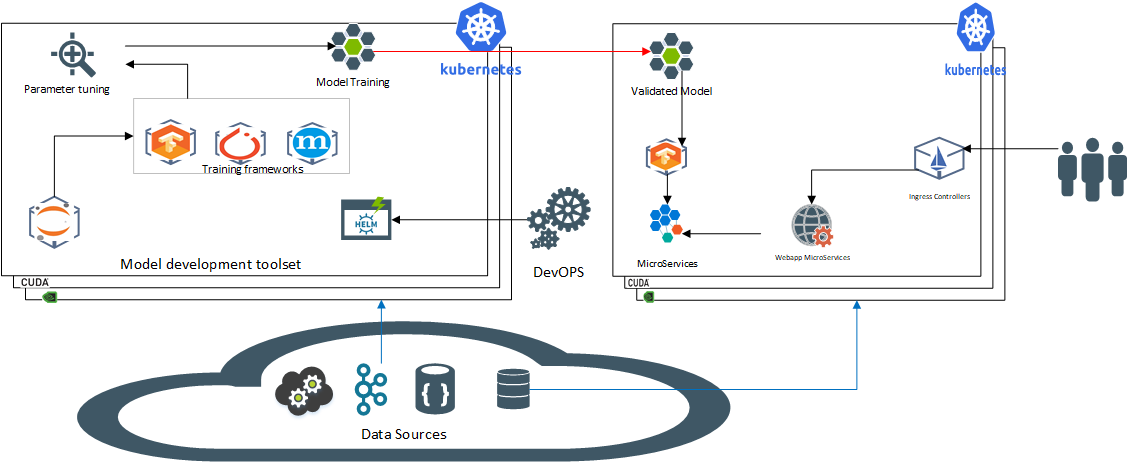 kubernetes
Parameter tuning
Model Training
Training frameworks
m
HELM
Model development toolset
CUDA
DevOPS
kubernetes
Validated Model
Ingress Controllers
MicroServices
Webapp MicroServices
CUDA
{ }
Data Sources